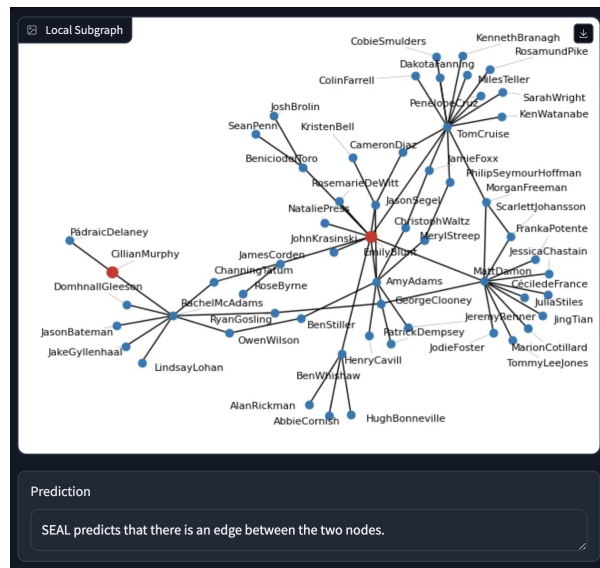 Local Subgraph
CobieSmulders
KennethBranagh
RosamundPike
DakotaFanning
ColinFarrell
MilesTeller
PenelopeCruz
SarahWright
KenWatanabe
JoshBrolin
SeanPenn
KristenBell
TomCruise
CameronDiaz
BeniciodelToro
JamieFoxx
PhilipSeymourHoffman
RosemarieDeWitt
MorganFreeman
JasonSegel
ScarlettJohansson
NataliePress
ChristophWaltz
FrankaPotente
PádraicDelaney
JohnKrasinski
MerylStreep
CillianMurphy
EmilyBlunt
JessicaChastain
JamesCorden
ChanningTatum
MattDamon
DomhnallGleeson
RoseByrne
AmyAdams
CéciledeFrance
RachelMcAdams
GeorgeClooney
JuliaStiles
RyanGosling
BenStiller
JeremyRenner
JingTian
JasonBateman
OwenWilson
PatrickDempsey
JakeGyllenhaal
HenryCavill
JodieFoster
MarionCotillard
LindsayLohan
BenWhishaw
TommyLeeJones
AlanRickman
AbbieCornish
HughBonneville
Prediction
SEAL predicts that there is an edge between the two nodes.